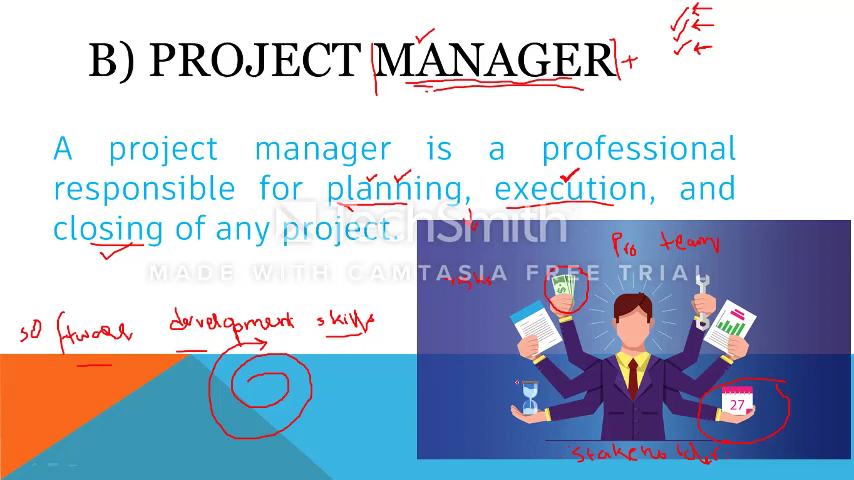 B) PROJECT MANAGER +
A project manager is a professional
responsible for planning, execution, and
closing of any project.
TechSmith
MADE WITH CAMTASIA FREE TRIAL
Pro team
development skills
27
stakeholder